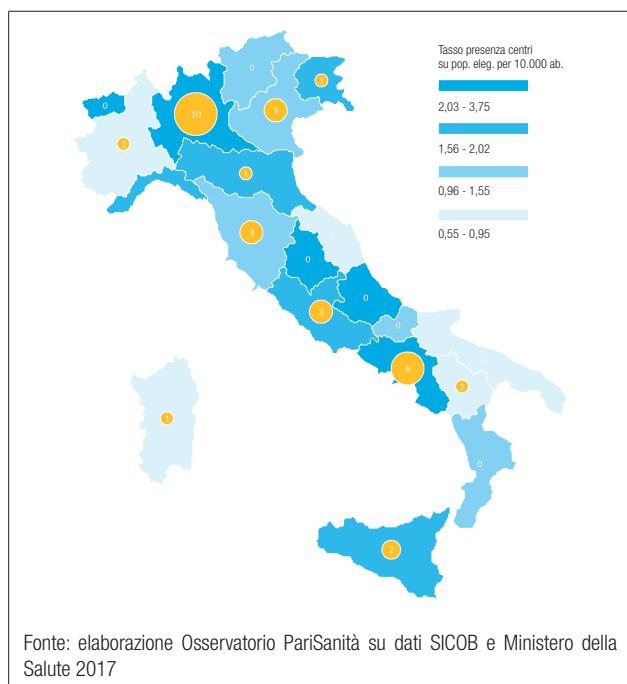 Tasso presenza centri
su pop. eleg. per 10.000 ab.
2,03 - 3,75
1,56 - 2,02
0,96 - 1,55
0,55 - 0,95
0
1
0
10
3
1
1
3
0
0
0
3
0
6
0
1
1
0
2
Fonte: elaborazione Osservatorio PariSanità su dati SICOB e Ministero della
Salute 2017